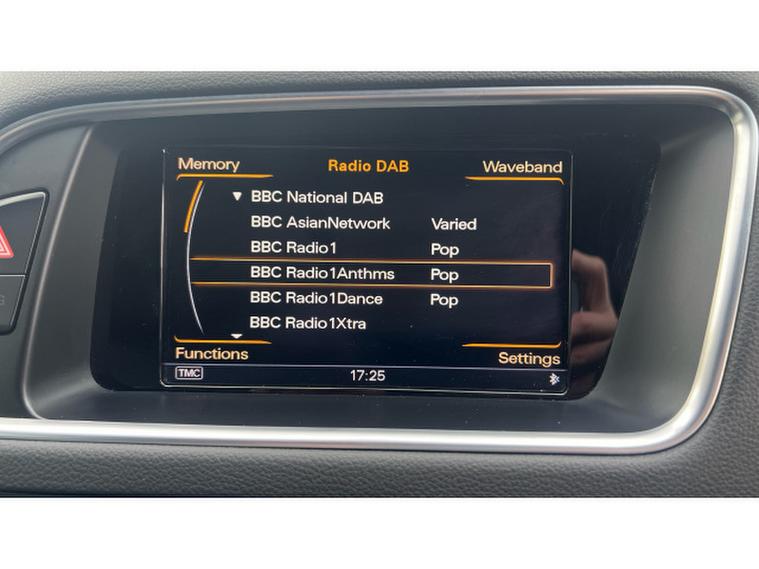 Memory Radio DAB Waveband
BBC National DAB
BBC AsianNetwork Varied
BBC Radio1 Pop
BBC Radio1Anthms Pop
BBC Radio1Dance Pop
BBC Radio1Xtra
Functions Settings
TMC 17:25